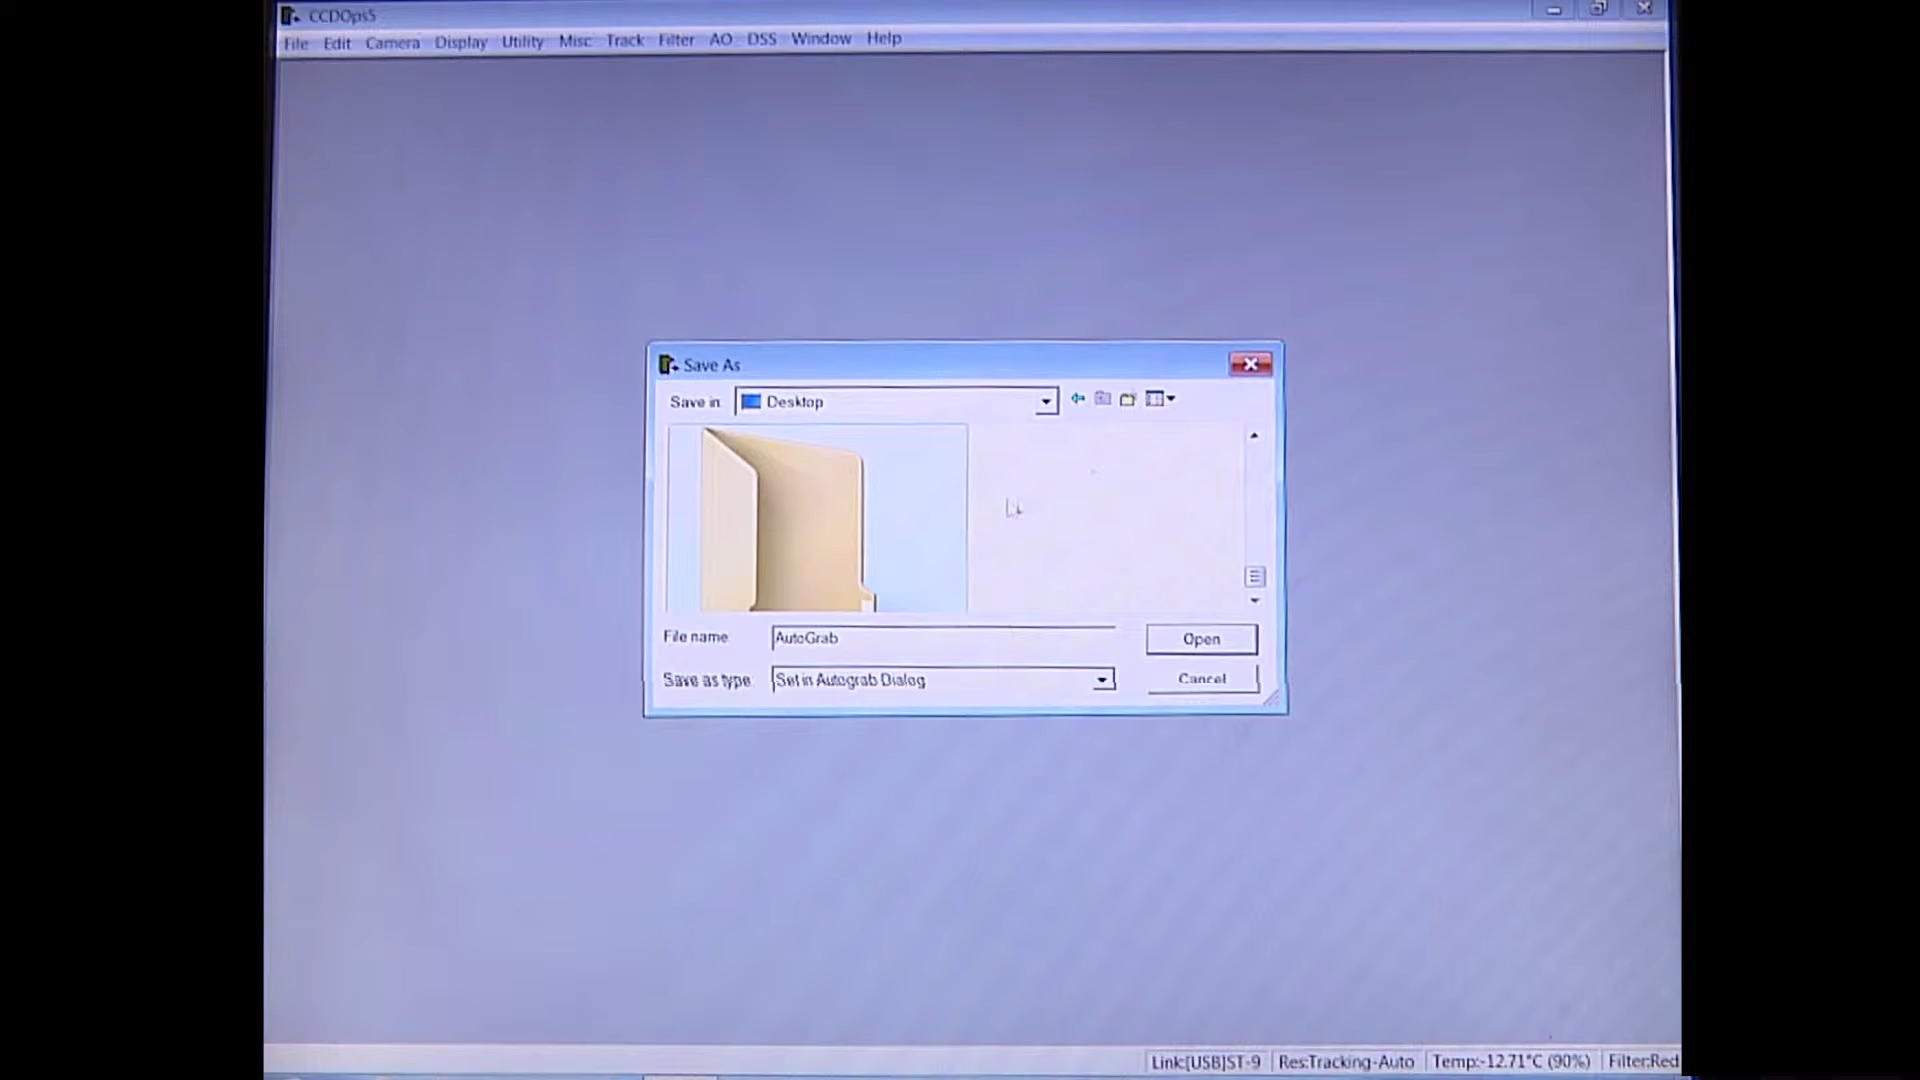 CCDOps5
File Edit Camera Display Utility Misc Track Filter AO DSS Window Help
Save As
Save in: Desktop
File name: AutoGrab Open
Save as type: Set in Autograb Dialog Cancel
Link:[USB]ST-9 Res:Tracking-Auto Temp:-12.71°C (90%) Filter:Red